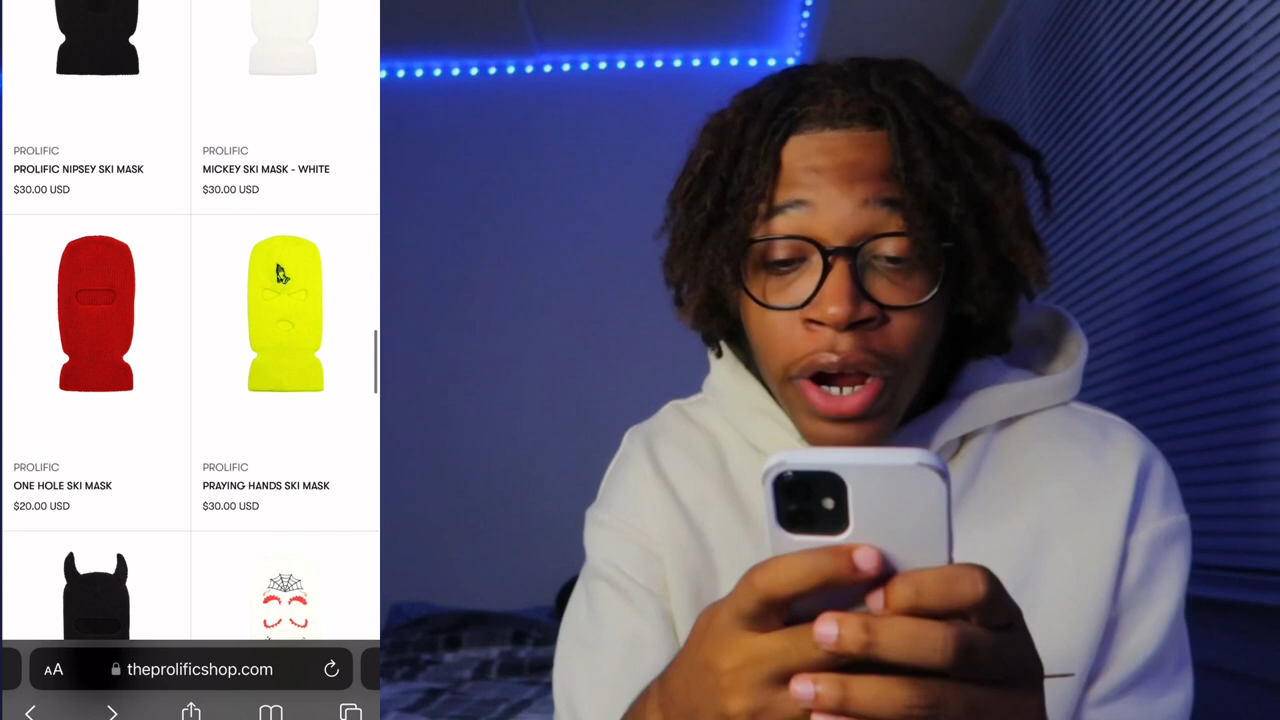 PROLIFIC
PROLIFIC NIPSEY SKI MASK
$30.00 USD
PROLIFIC
MICKEY SKI MASK - WHITE
$30.00 USD
PROLIFIC
ONE HOLE SKI MASK
$20.00 USD
PROLIFIC
PRAYING HANDS SKI MASK
$30.00 USD
AA
theprolificshop.com